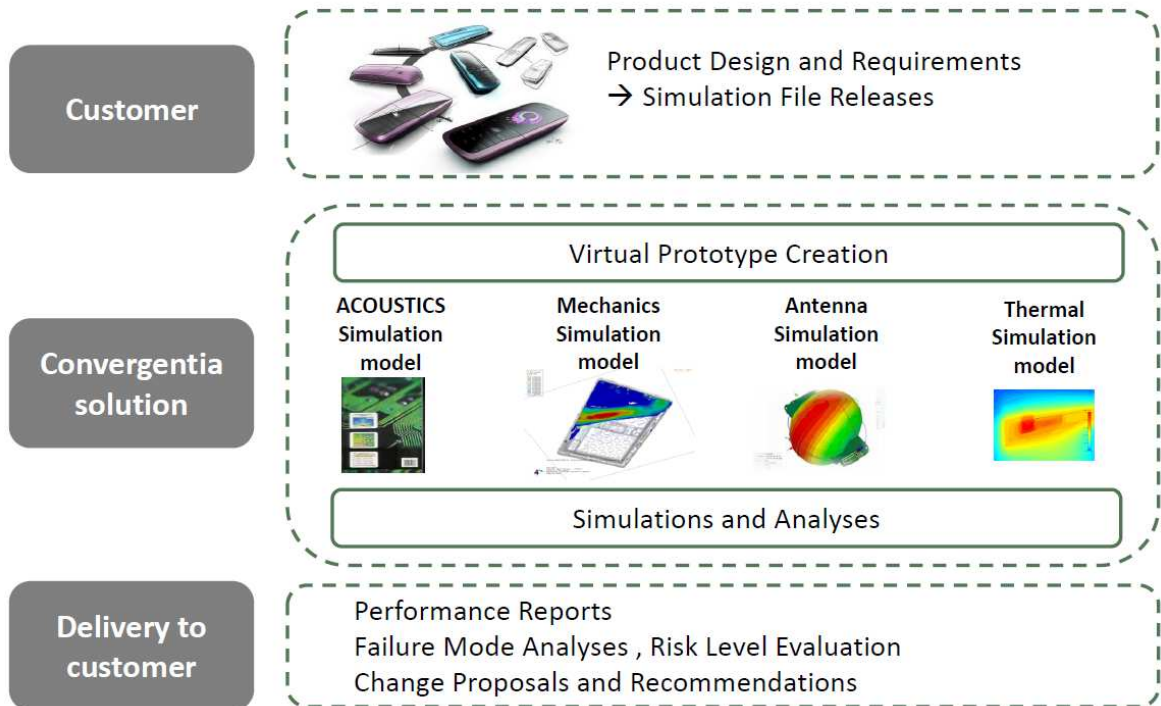 Customer
Product Design and Requirements
→ Simulation File Releases
Convergentia
solution
Virtual Prototype Creation
ACOUSTICS
Simulation
model
Mechanics
Simulation
model
Antenna
Simulation
model
Thermal
Simulation
model
Simulations and Analyses
Delivery to
customer
Performance Reports
Failure Mode Analyses , Risk Level Evaluation
Change Proposals and Recommendations